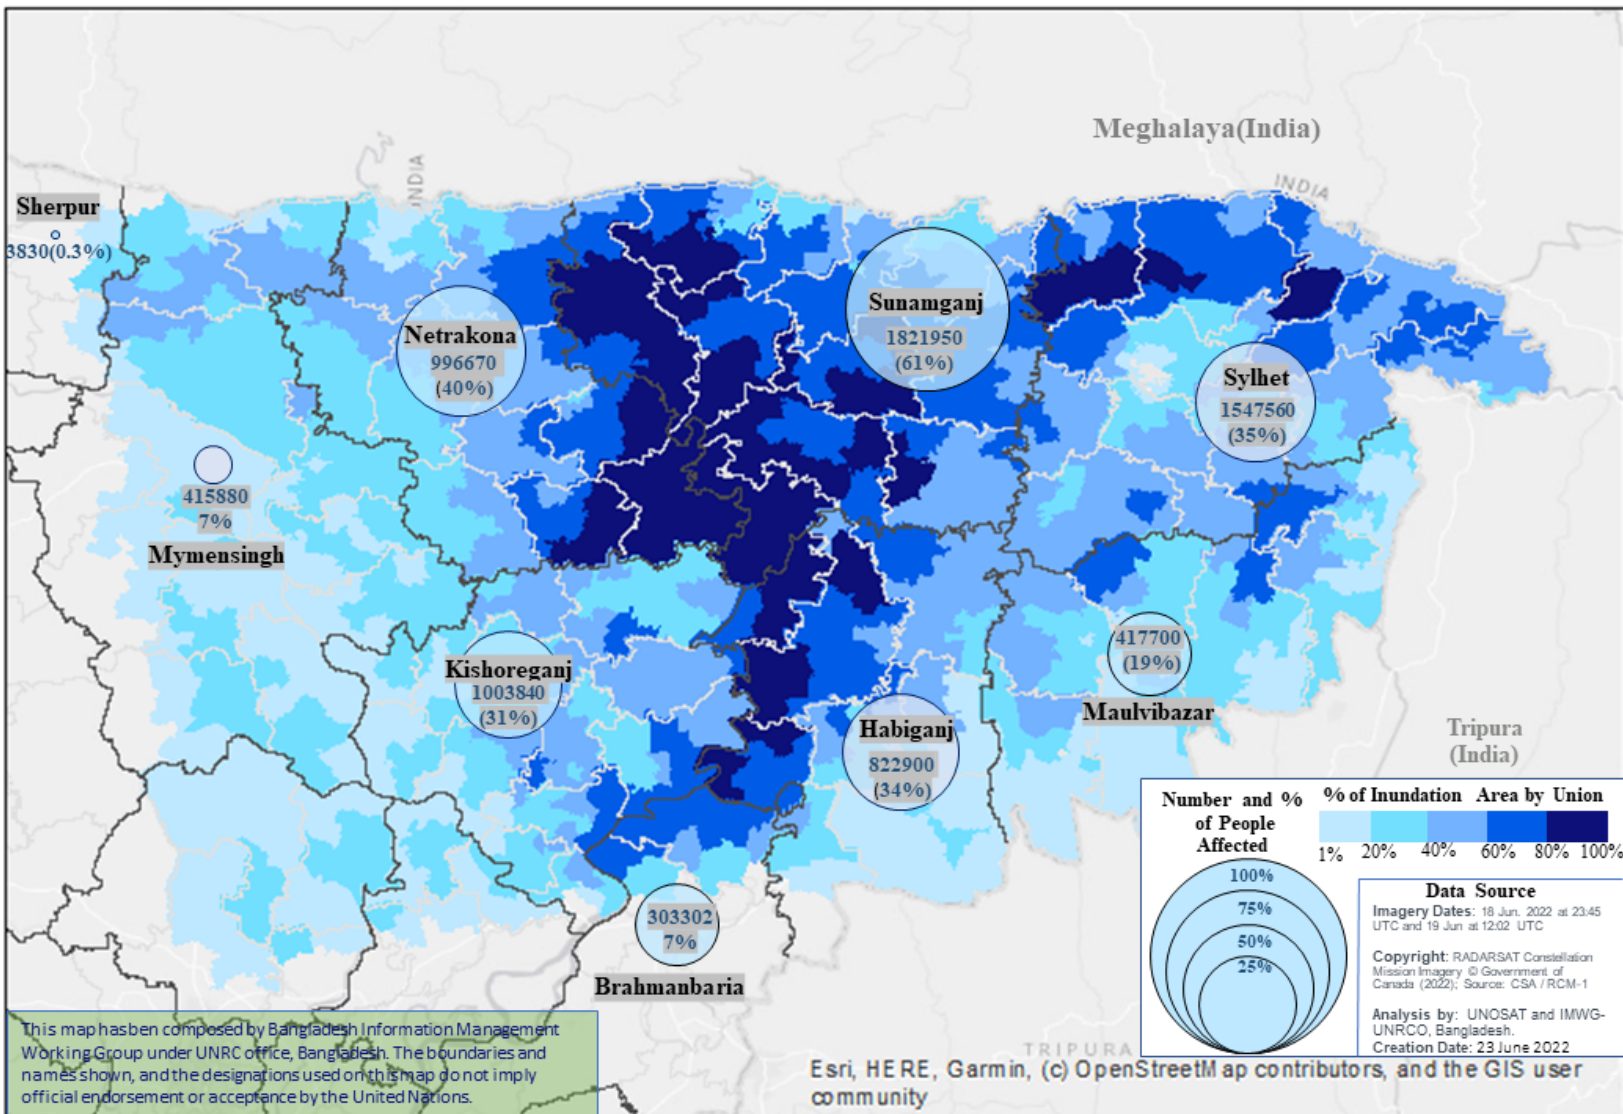 Meghalaya(India)
INDIA
INDIA
Sherpur
3830(0.3%)
Netrakona
996670
(40%)
Sunamganj
1821950
(61%)
Sylhet
1547560
(35%)
415880
7%
Mymensingh
Kishoreganj
1003840
(31%)
417700
(19%)
Maulvibazar
Habiganj
822900
(34%)
Tripura
(India)
303302
7%
Brahmanbaria
TRIPURA
Number and %
of People
Affected
100%
75%
50%
25%
% of Inundation Area by Union
1% 20% 40% 60% 80% 100%
Data Source
Imagery Dates: 18 Jun. 2022 at 23:45
UTC and 19 Jun at 12:02 UTC
Copyright: RADARSAT Constellation
Mission Imagery © Government of
Canada (2022); Source: CSA / RCM-1
Analysis by: UNOSAT and IMWG-
UNRCO, Bangladesh.
Creation Date: 23 June 2022
This map hasben composed by Bangladesh Information Management
Working Group under UNRC office, Bangladesh. The boundaries and
names shown, and the designations used on this map do not imply
official endorsement or acceptance by the United Nations.
Esri, HERE, Garmin, (c) OpenStreetMap contributors, and the GIS user
community